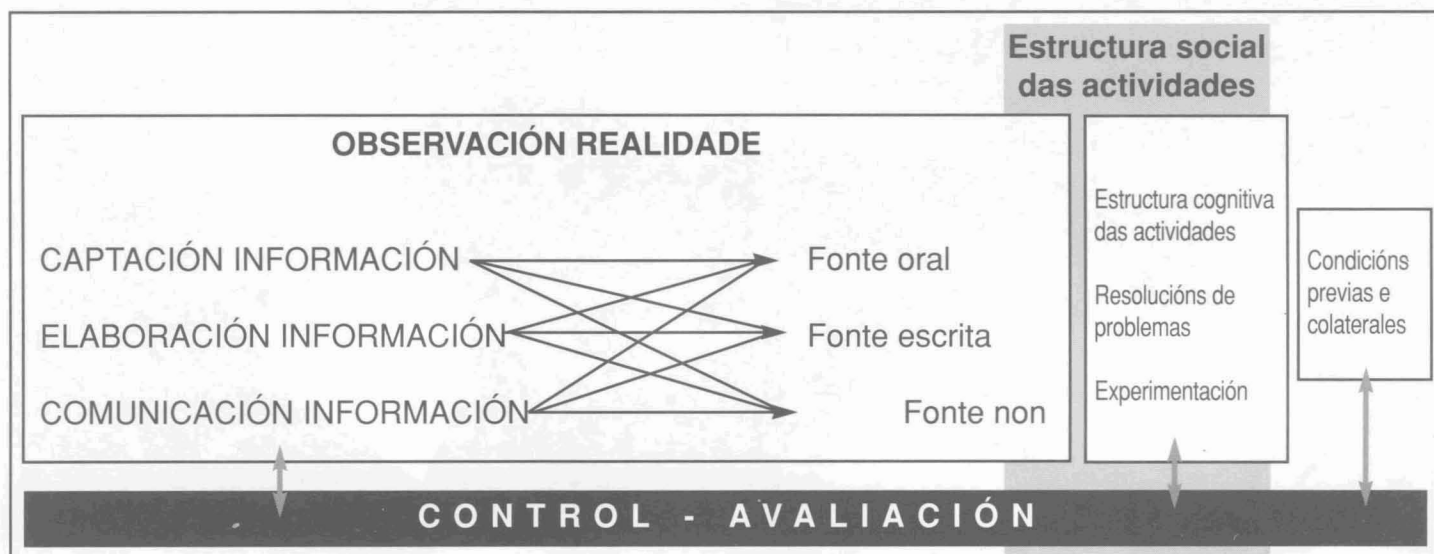 Estructura social
das actividades
OBSERVACIÓN REALIDADE
CAPTACIÓN INFORMACIÓN
Fonte oral
ELABORACIÓN INFORMACIÓN
Fonte escrita
COMUNICACIÓN INFORMACIÓN
Fonte non
Estructura cognitiva
das actividades
Resolucións de
problemas
Experimentación
Condicións
previas e
colaterales
CONTROL - AVALIACIÓN